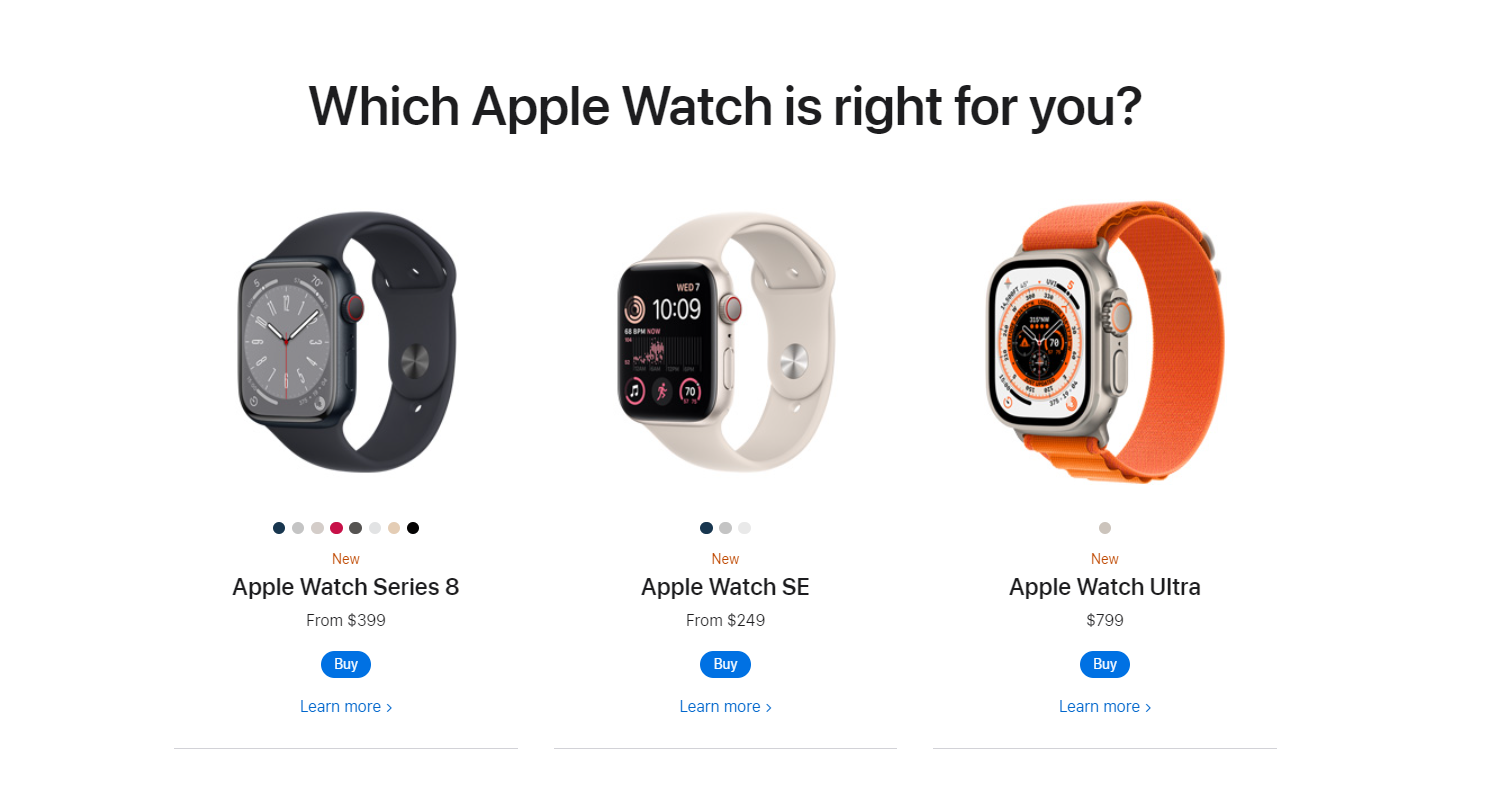 Which Apple Watch is right for you?
WED 7
10:09
68 BPM NOW
70
New
Apple Watch Series 8
From $399
Buy
Learn more >
New
Apple Watch SE
From $249
Buy
Learn more >
New
Apple Watch Ultra
$799
Buy
Learn more >